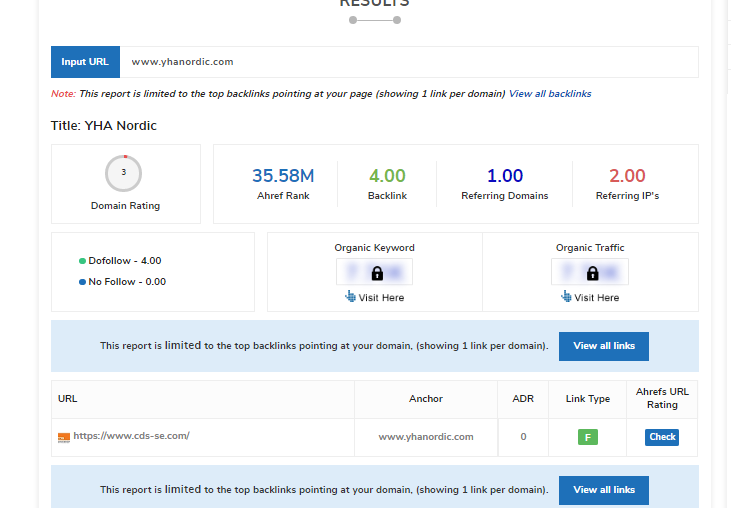 RESULTS
Input URL www.yhanordic.com
Note: This report is limited to the top backlinks pointing at your page (showing 1 link per domain) View all backlinks
Title: YHA Nordic
3
Domain Rating
35.58M 4.00 1.00 2.00
Ahref Rank Backlink Referring Domains Referring IP's
Dofollow - 4.00
No Follow - 0.00
Organic Keyword Organic Traffic
Visit Here Visit Here
This report is limited to the top backlinks pointing at your domain, (showing 1 link per domain). View all links
URL Anchor ADR Link Type Ahrefs URL
Rating
https://www.cds-se.com/ www.yhanordic.com 0 F Check
This report is limited to the top backlinks pointing at your domain, (showing 1 link per domain). View all links